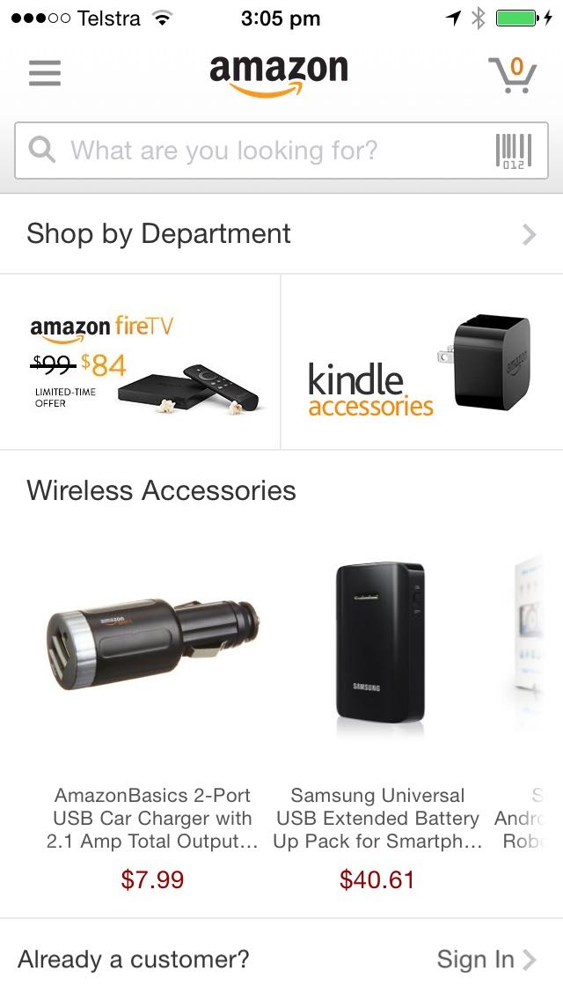 Telstra 3:05 pm
amazon 0
What are you looking for? 012
Shop by Department
amazon fireTV
$99 $84
LIMITED-TIME
OFFER
kindle
accessories
amazon
Wireless Accessories
amazon
SAMSUNG
AmazonBasics 2-Port
USB Car Charger with
2.1 Amp Total Output...
$7.99
Samsung Universal
USB Extended Battery
Up Pack for Smartph...
$40.61
S
Andro
Robo
Already a customer? Sign In